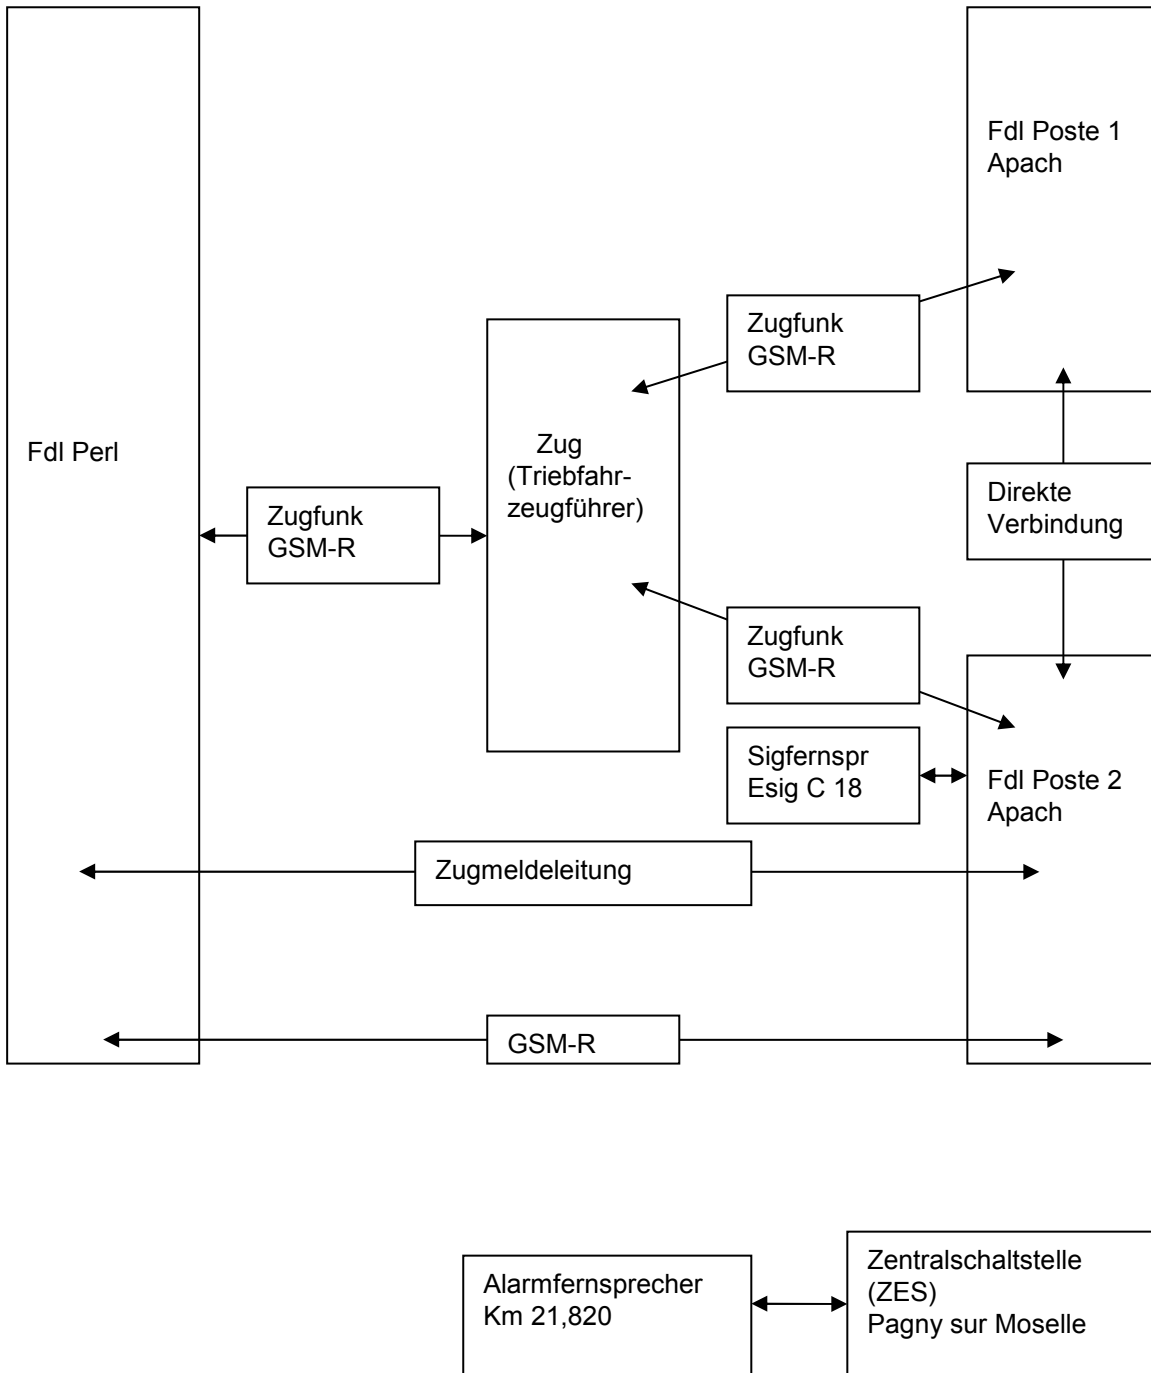 Fdl Poste 1
Apach
Zugfunk
GSM-R
Zug
(Triebfahr-
zeugführer)
Fdl Perl
Zugfunk
GSM-R
Direkte
Verbindung
Zugfunk
GSM-R
Sigfernspr
Esig C 18
Fdl Poste 2
Apach
Zugmeldeleitung
GSM-R
Alarmfernsprecher
Km 21,820
Zentralschaltstelle
(ZES)
Pagny sur Moselle